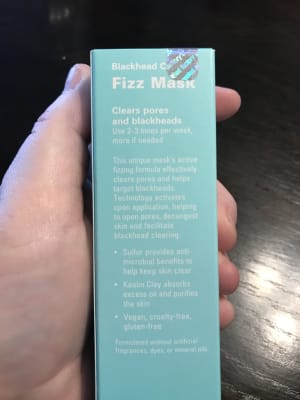 Blackhead
Fizz Mask
Clears pores
and blackheads
Use 2-3 times per week,
more if needed
This unique mask's active
fizzing formula effectively
clears pores and helps
target blackheads.
Technology activates
upon application, helping
to open pores, decongest
skin and facilitate
blackhead clearing.
• Sulfur provides anti-
microbial benefits to
help keep skin clear
• Kaolin Clay absorbs
excess oil and purifies
the skin
• Vegan, cruelty-free,
gluten-free
Formulated without artificial
fragrances, dyes, or mineral oils.